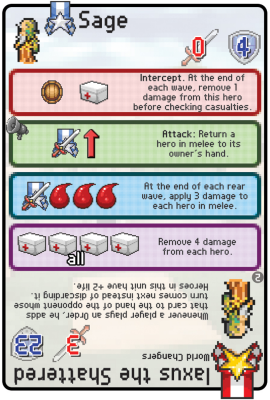 Sage
0
4
Intercept. At the end of
each wave, remove 1
damage from this hero
before checking casualties.
Attack: Return a
hero in melee to its
owner's hand.
At the end of each rear
wave, apply 3 damage to
each hero in melee.
all
Remove 4 damage
from each hero.
Iaxus the Shattered
World Changers
3
23
2
Whenever a player plays an order, he adds
that card to the hand of the opponent whose
turn comes next instead of discarding it.
Heroes in this unit have +2 life.